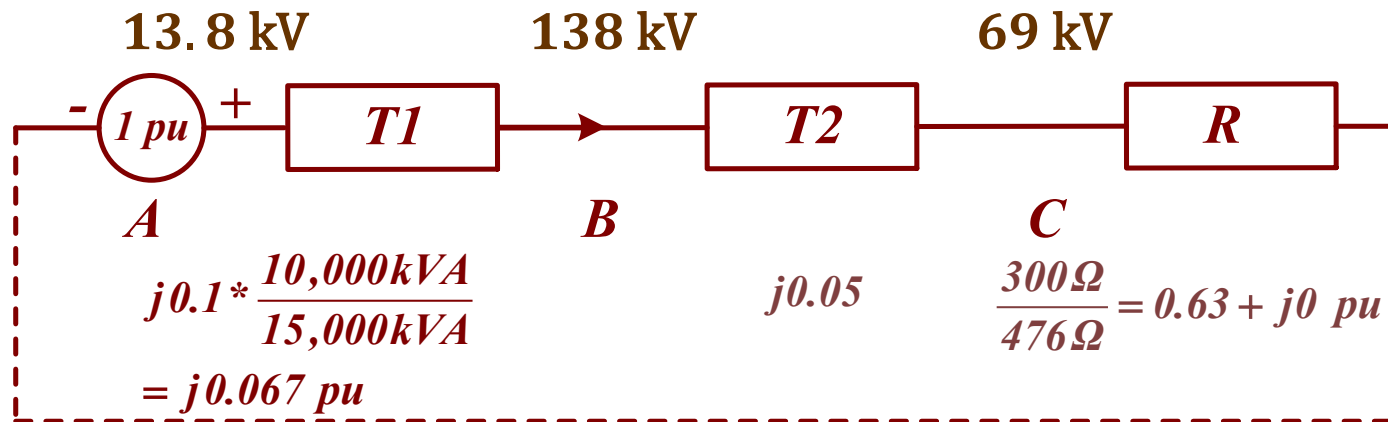 13.8 kV 138 kV 69 kV
- 1 pu + T1 T2 R
A B C
j0.1* 10,000kVA / 15,000kVA j0.05 300Ω / 476Ω = 0.63 + j0 pu
= j0.067 pu